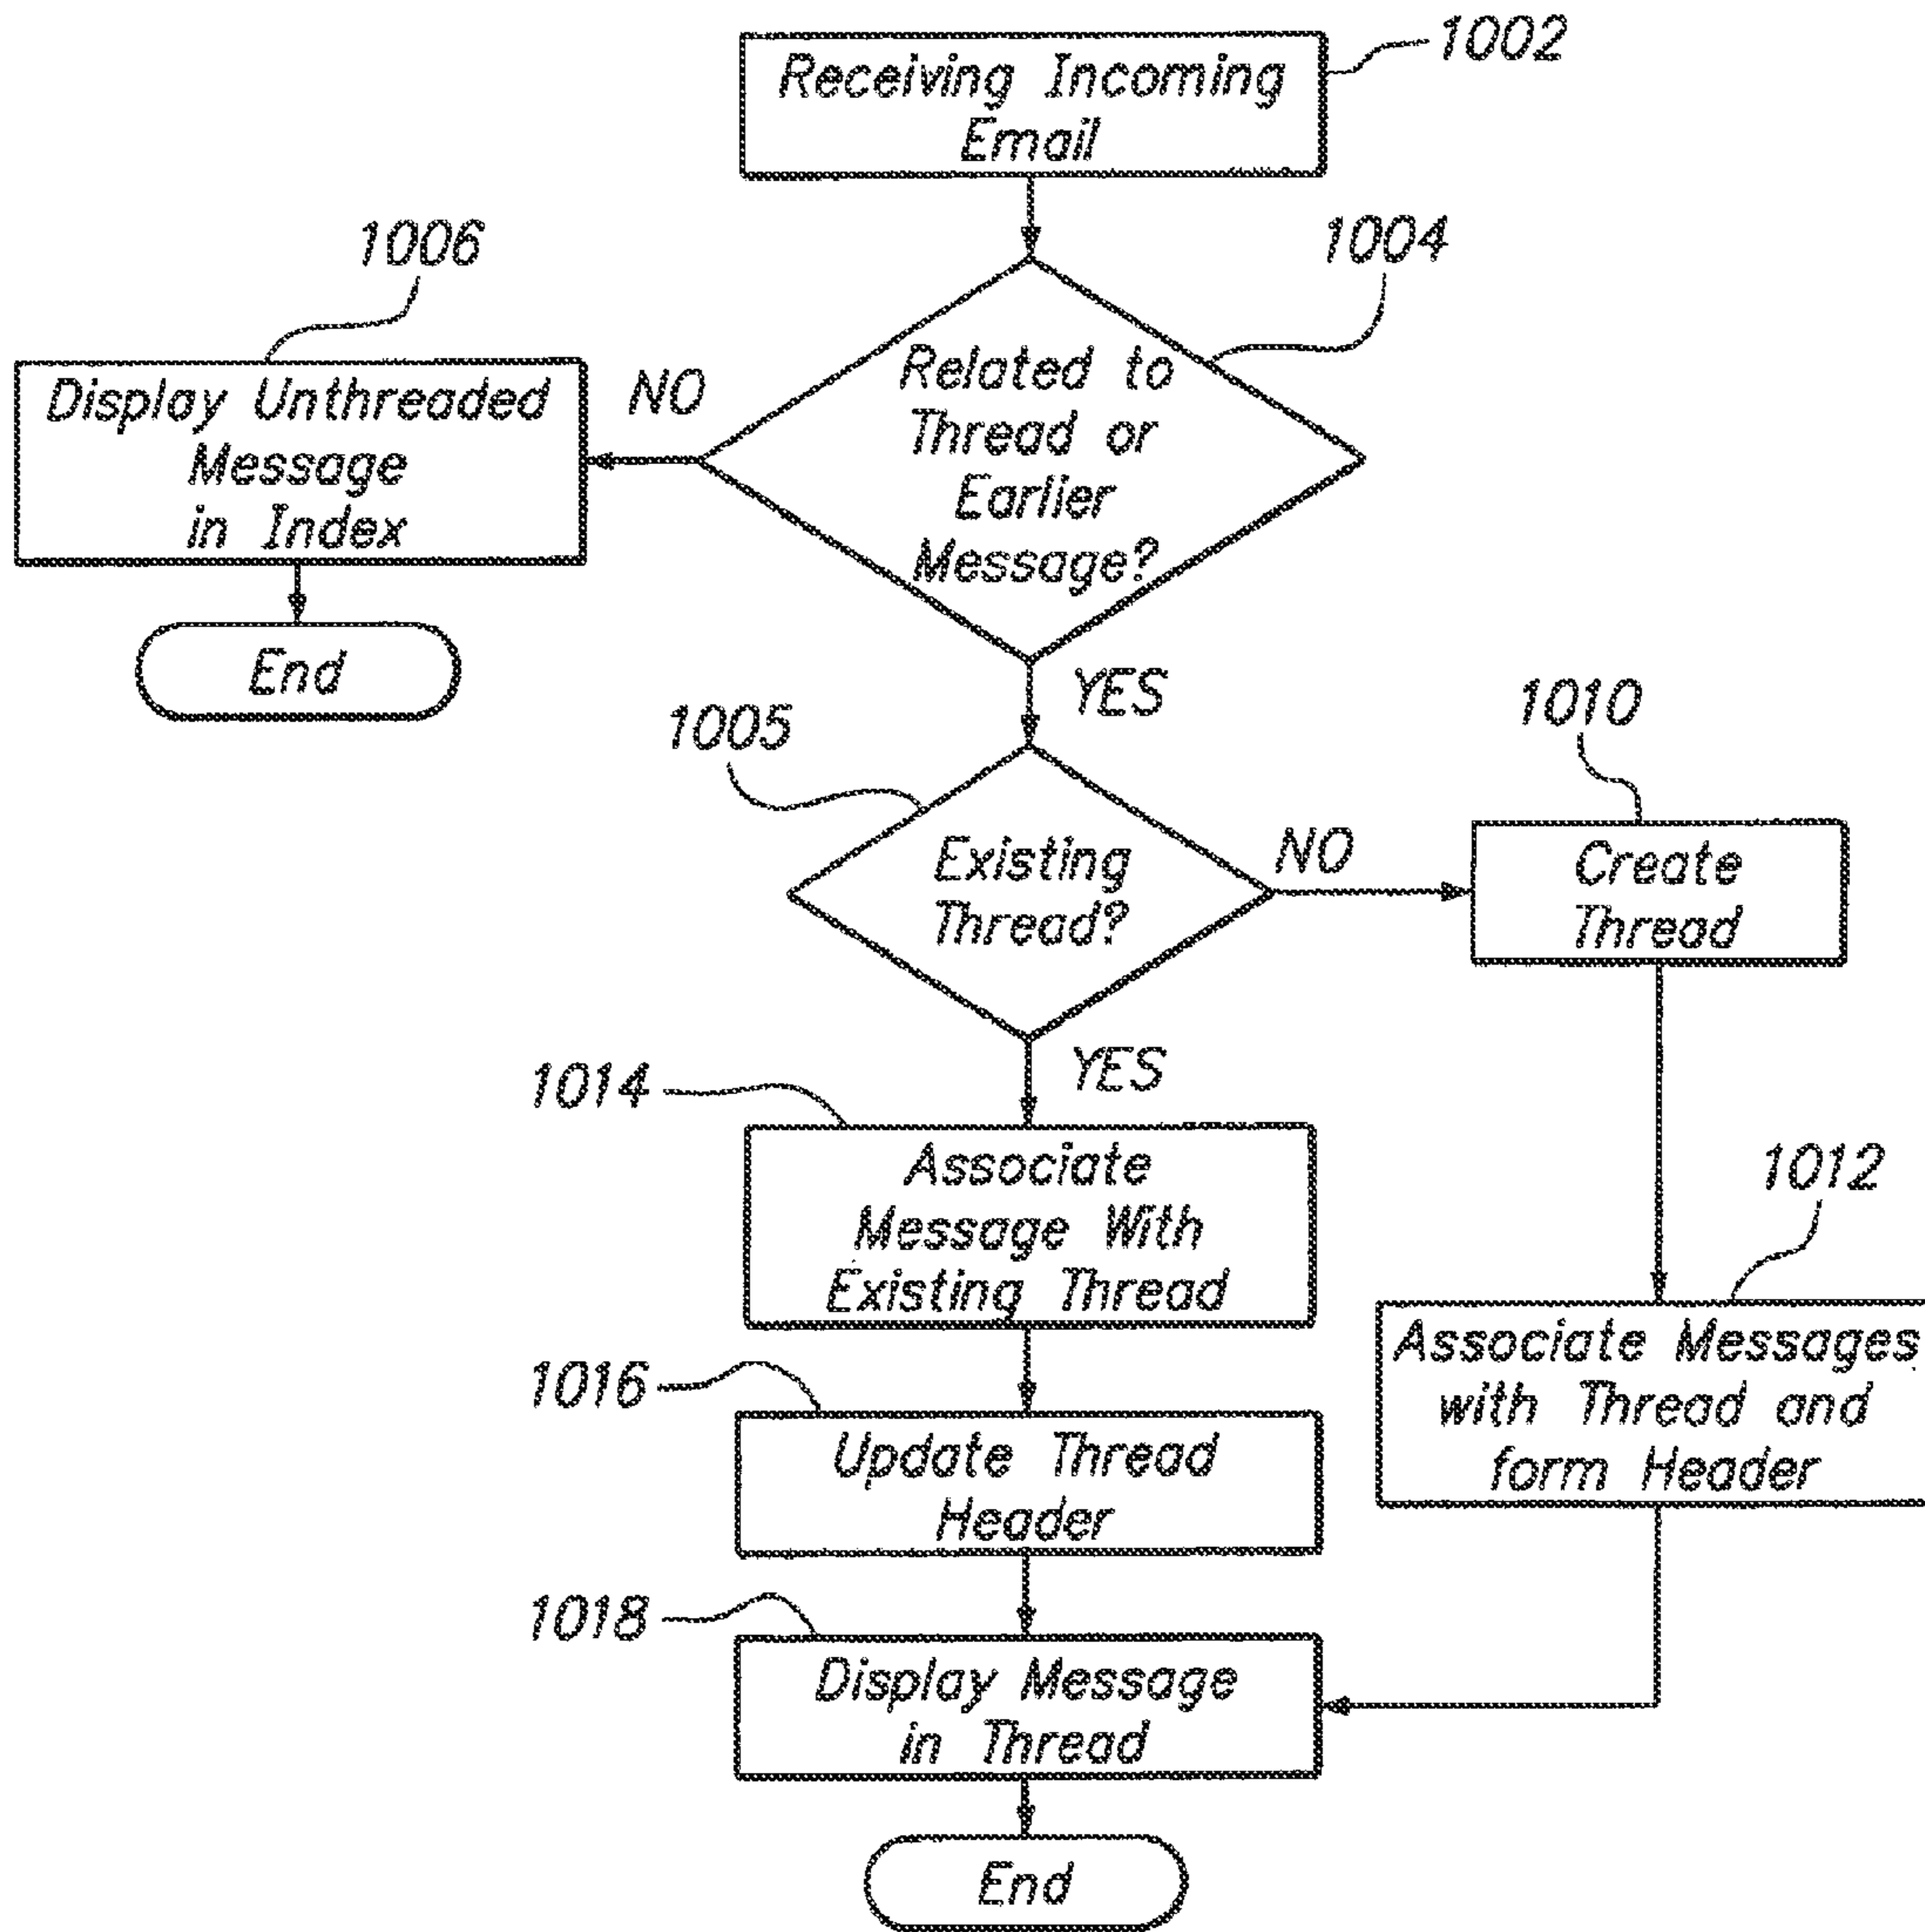 Receiving Incoming
Email
1002
1006
1004
Related to
Thread or
Earlier
Message?
NO
Display Unthreaded
Message
in Index
End
YES
1005
1010
Existing
Thread?
NO
Create
Thread
YES
1014
Associate
Message With
Existing Thread
1012
Associate Messages
with Thread and
form Header
1016
Update Thread
Header
1018
Display Message
in Thread
End